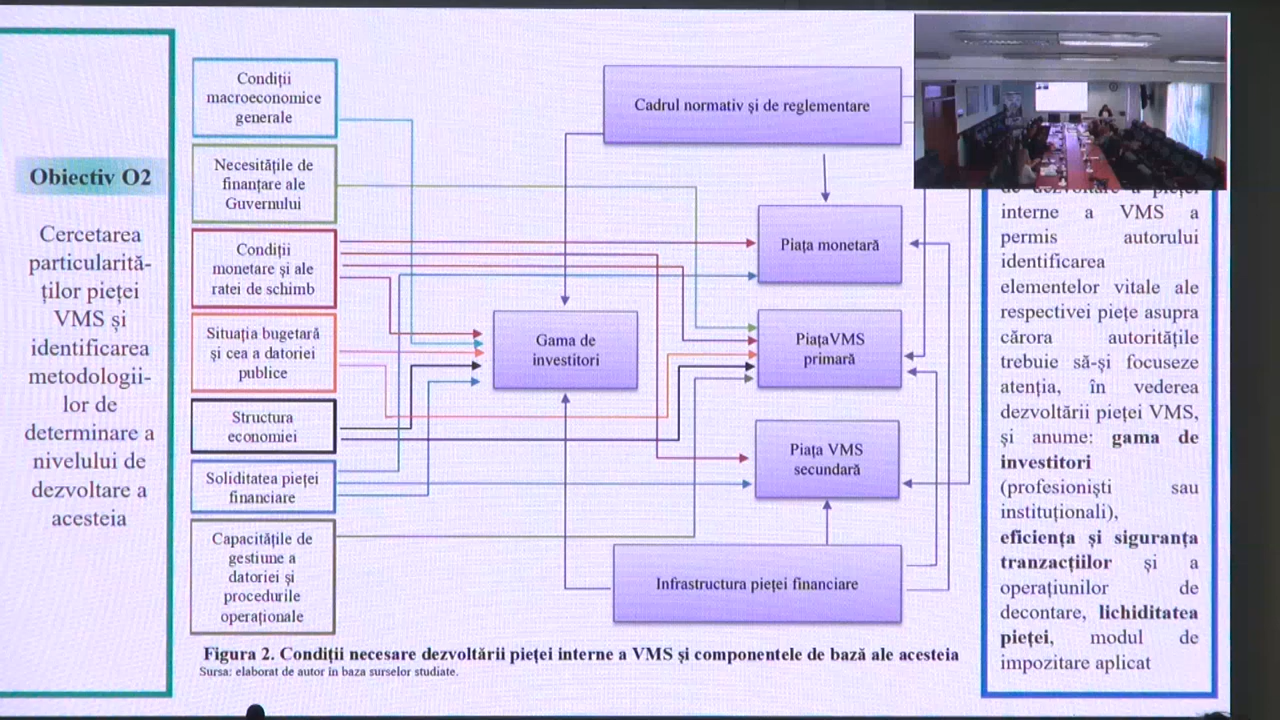 Obiectiv O2
Cercetarea
particularită-
ților pieței
VMS și
identificarea
metodologii-
lor de
determinare a
nivelului de
dezvoltare a
acesteia
Condiții
macroeconomice
generale
Necesitățile de
finanțare ale
Guvernului
Condiții
monetare și ale
ratei de schimb
Situația bugetară
și cea a datoriei
publice
Structura
economiei
Soliditatea pieței
financiare
Capacitățile de
gestiune a
datoriei și
procedurile
operaționale
Gama de
investitori
Cadrul normativ și de reglementare
Piața monetară
PiațaVMS
primară
Piața VMS
secundară
Infrastructura pieței financiare
Figura 2. Condiții necesare dezvoltării pieței interne a VMS și componentele de bază ale acesteia
Sursa: elaborat de autor în baza surselor studiate.
de dezvoltare a pieței
interne a VMS a
permis autorului
identificarea
elementelor vitale ale
respectivei piețe asupra
cărora autoritățile
trebuie să-și focuseze
atenția, în vederea
dezvoltării pieței VMS,
și anume: gama de
investitori
(profesioniști sau
instituționali),
eficiența și siguranța
tranzacțiilor și a
operațiunilor de
decontare, lichiditatea
pieței, modul de
impozitare aplicat